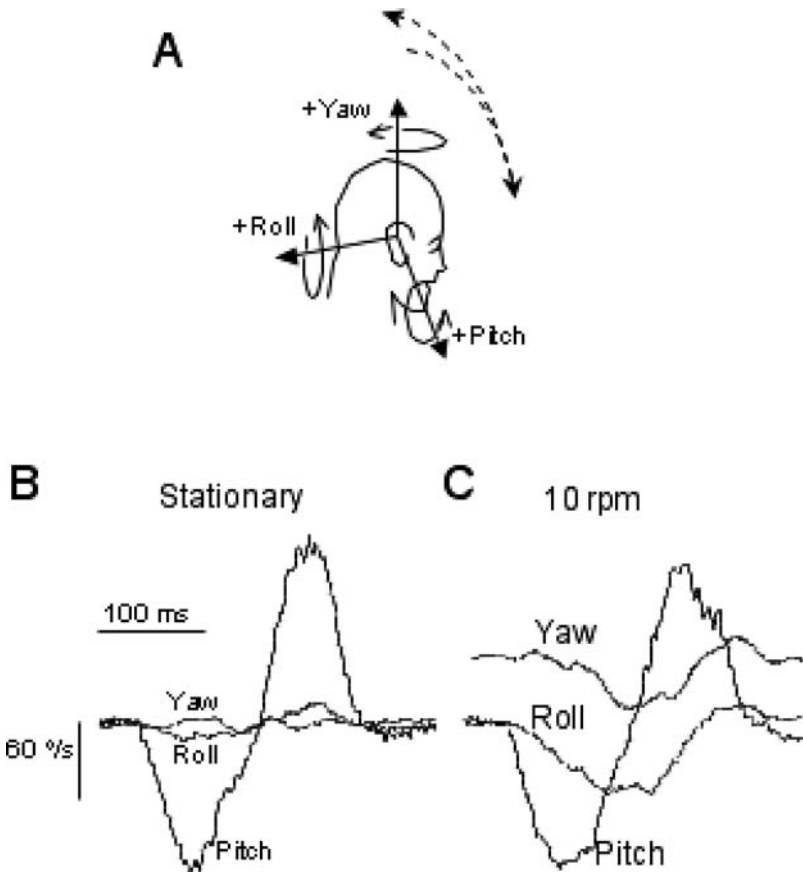 A
+Yaw
+Roll
+Pitch
B
Stationary
C
10 rpm
100 ms
Yaw
Roll
60 º/s
Pitch
Yaw
Roll
Pitch